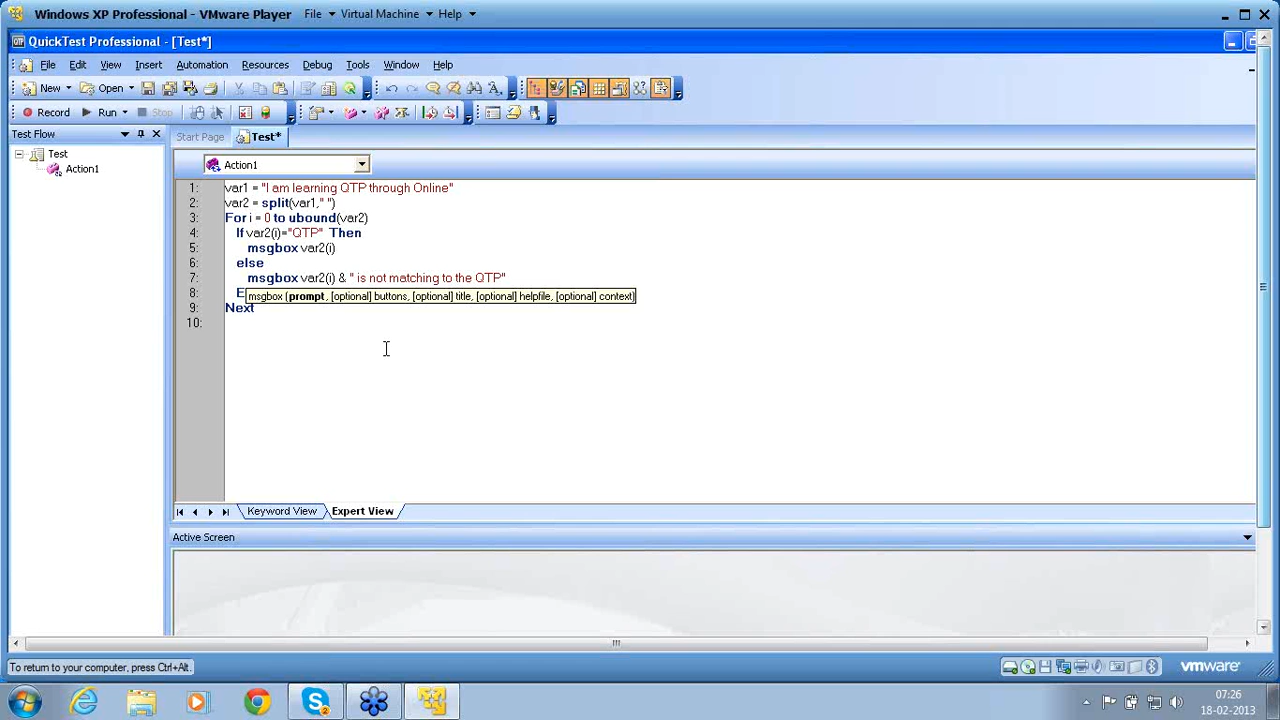 Windows XP Professional - VMware Player File Virtual Machine Help
QuickTest Professional - [Test*]
File Edit View Insert Automation Resources Debug Tools Window Help
New Open
Record Run Stop
Test Flow
Start Page Test*
Test
Action1
Action1
1: var1 = "I am learning QTP through Online"
2: var2 = split(var1," ")
3: For i = 0 to ubound(var2)
4: If var2(i)="QTP" Then
5: msgbox var2(i)
6: else
7: msgbox var2(i) & " is not matching to the QTP"
8: E
msgbox (prompt, [optional] buttons, [optional] title, [optional] helpfile, [optional] context)
9: Next
10:
Keyword View Expert View
Active Screen
To return to your computer, press Ctrl+Alt.
vmware
07:26
18-02-2013